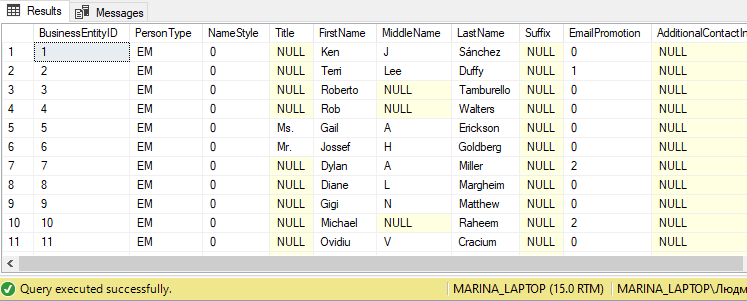 Results Messages
BusinessEntityID PersonType NameStyle Title FirstName MiddleName LastName Suffix EmailPromotion AdditionalContactIn
1 1 EM 0 NULL Ken J Sánchez NULL 0 NULL
2 2 EM 0 NULL Terri Lee Duffy NULL 1 NULL
3 3 EM 0 NULL Roberto NULL Tamburello NULL 0 NULL
4 4 EM 0 NULL Rob NULL Walters NULL 0 NULL
5 5 EM 0 Ms. Gail A Erickson NULL 0 NULL
6 6 EM 0 Mr. Jossef H Goldberg NULL 0 NULL
7 7 EM 0 NULL Dylan A Miller NULL 2 NULL
8 8 EM 0 NULL Diane L Margheim NULL 0 NULL
9 9 EM 0 NULL Gigi N Matthew NULL 0 NULL
10 10 EM 0 NULL Michael NULL Raheem NULL 2 NULL
11 11 EM 0 NULL Ovidiu V Cracium NULL 0 NULL
Query executed successfully. MARINA_LAPTOP (15.0 RTM) MARINA_LAPTOP\Людм